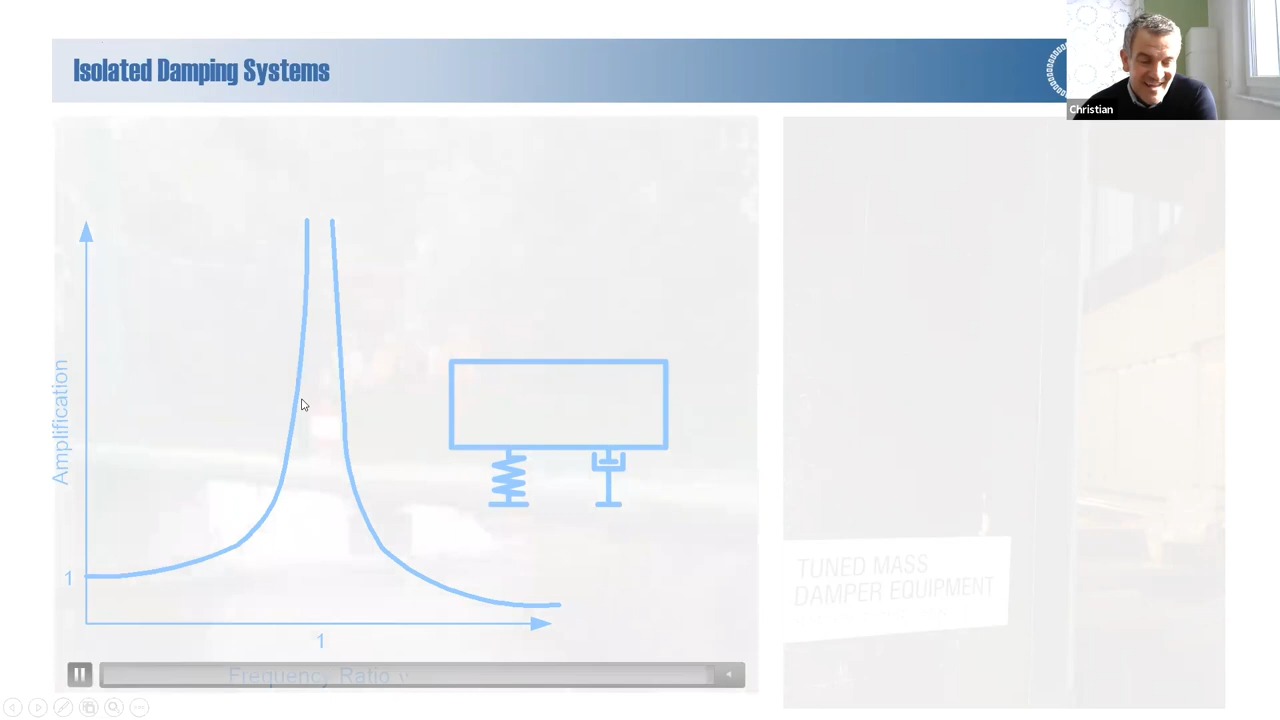 Isolated Damping Systems
Christian
Amplification
1
1
Frequency Ratio ν
TUNED MASS
DAMPER EQUIPMENT